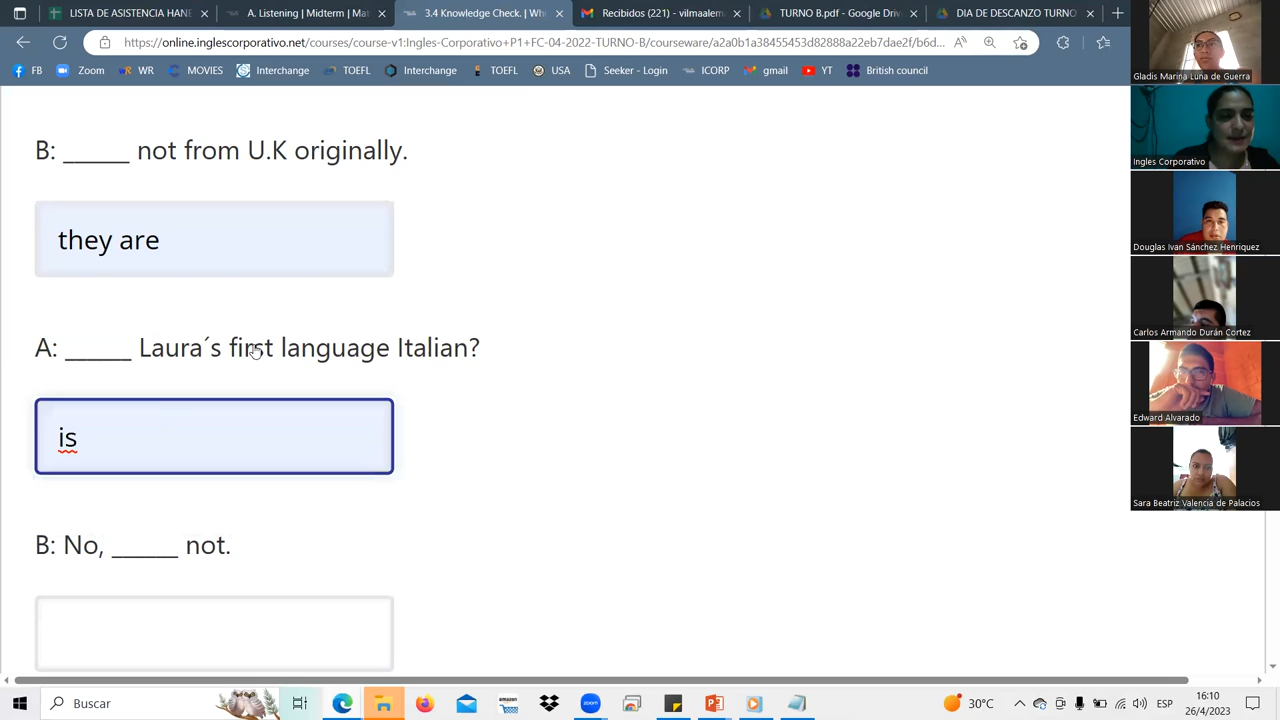 LISTA DE ASISTENCIA HANE
A. Listening | Midterm | Mat
3.4 Knowledge Check. | Wh
Recibidos (221) - vilmaalem
TURNO B.pdf - Google Driv
DIA DE DESCANZO TURNO
https://online.inglescorporativo.net/courses/course-v1:Ingles-Corporativo+P1+FC-04-2022-TURNO-B/courseware/a2a0b1a38455453d82888a22eb7dae2f/b6d...
FB
Zoom
WR
MOVIES
Interchange
TOEFL
Interchange
TOEFL
USA
Seeker - Login
ICORP
gmail
YT
British council
B: ______ not from U.K originally.
they are
A: ______ Laura´s first language Italian?
is
B: No, ______ not.
Gladis Marina Luna de Guerra
Ingles Corporativo
Douglas Ivan Sánchez Henriquez
Carlos Armando Durán Cortez
Edward Alvarado
Sara Beatriz Valencia de Palacios
Buscar
30°C
ESP
16:10
26/4/2023